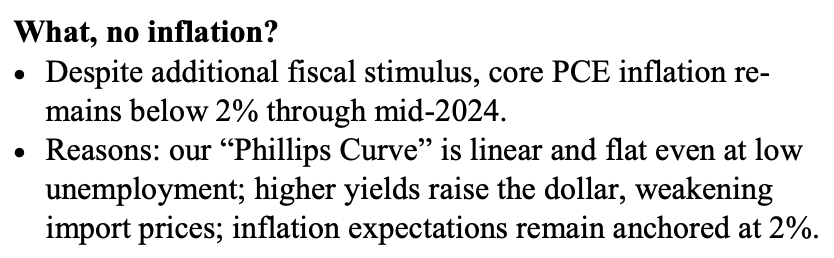 What, no inflation?
• Despite additional fiscal stimulus, core PCE inflation re-
mains below 2% through mid-2024.
• Reasons: our “Phillips Curve” is linear and flat even at low
unemployment; higher yields raise the dollar, weakening
import prices; inflation expectations remain anchored at 2%.